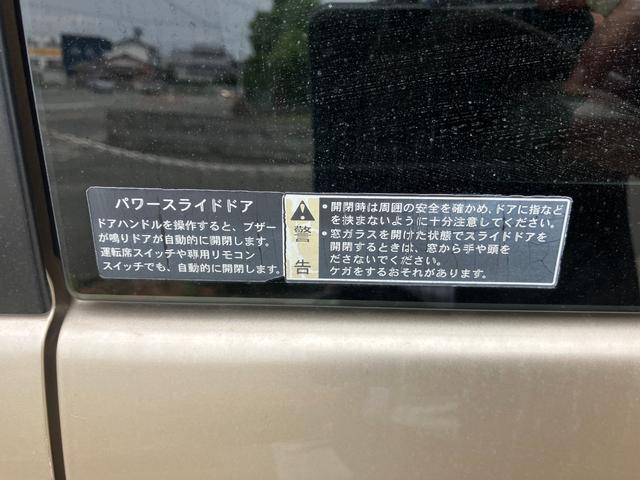 パワースライドドア
ドアハンドルを操作すると、ブザー
が鳴りドアが自動的に開閉します。
運転席スイッチや専用リモコン
スイッチでも、自動的に開閉します。
警告
・開閉時は周囲の安全を確かめ、ドアに指など
を挟まないように十分注意してください。
・窓ガラスを開けた状態でスライドドアを
開閉するときは、窓から手や頭を
ださないでください。
ケガをするおそれがあります。